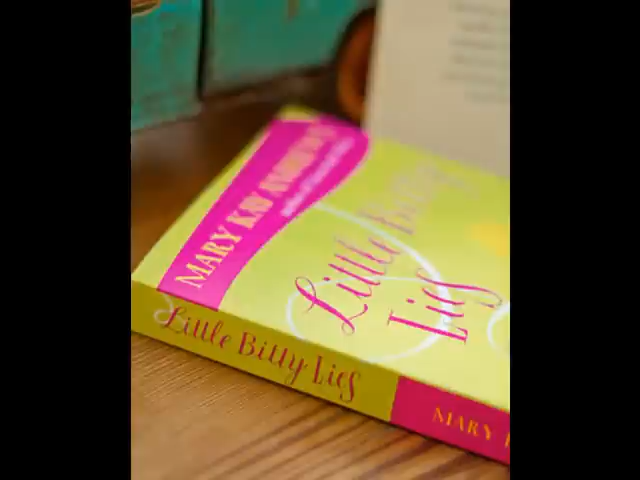 MARY KAY ANDREWS
Little Bitty
Lies
Little Bitty Lies
MARY